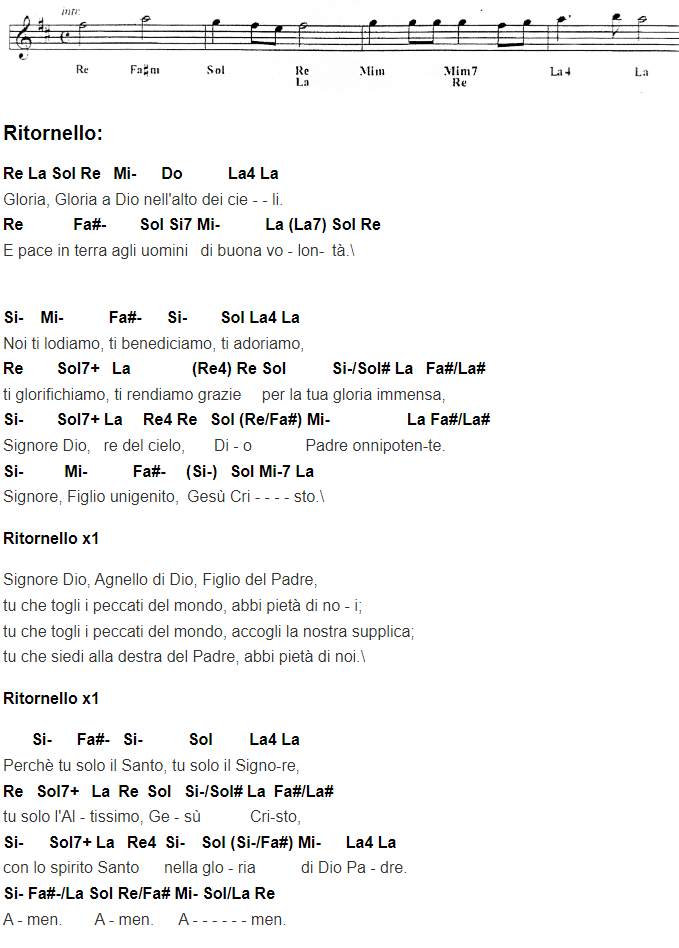 intr.
Re Fa#m Sol Re Mim Mim7 La4 La
La Re
Ritornello:
Re La Sol Re Mi- Do La4 La
Gloria, Gloria a Dio nell'alto dei cie - - li.
Re Fa#- Sol Si7 Mi- La (La7) Sol Re
E pace in terra agli uomini di buona vo - lon- tà.\
Si- Mi- Fa#- Si- Sol La4 La
Noi ti lodiamo, ti benediciamo, ti adoriamo,
Re Sol7+ La (Re4) Re Sol Si-/Sol# La Fa#/La#
ti glorifichiamo, ti rendiamo grazie per la tua gloria immensa,
Si- Sol7+ La Re4 Re Sol (Re/Fa#) Mi- La Fa#/La#
Signore Dio, re del cielo, Di - o Padre onnipoten-te.
Si- Mi- Fa#- (Si-) Sol Mi-7 La
Signore, Figlio unigenito, Gesù Cri - - - - sto.\
Ritornello x1
Signore Dio, Agnello di Dio, Figlio del Padre,
tu che togli i peccati del mondo, abbi pietà di no - i;
tu che togli i peccati del mondo, accogli la nostra supplica;
tu che siedi alla destra del Padre, abbi pietà di noi.\
Ritornello x1
Si- Fa#- Si- Sol La4 La
Perchè tu solo il Santo, tu solo il Signo-re,
Re Sol7+ La Re Sol Si-/Sol# La Fa#/La#
tu solo l'Al - tissimo, Ge - sù Cri-sto,
Si- Sol7+ La Re4 Si- Sol (Si-/Fa#) Mi- La4 La
con lo spirito Santo nella glo - ria di Dio Pa - dre.
Si- Fa#-/La Sol Re/Fa# Mi- Sol/La Re
A - men. A - men. A - - - - - - men.